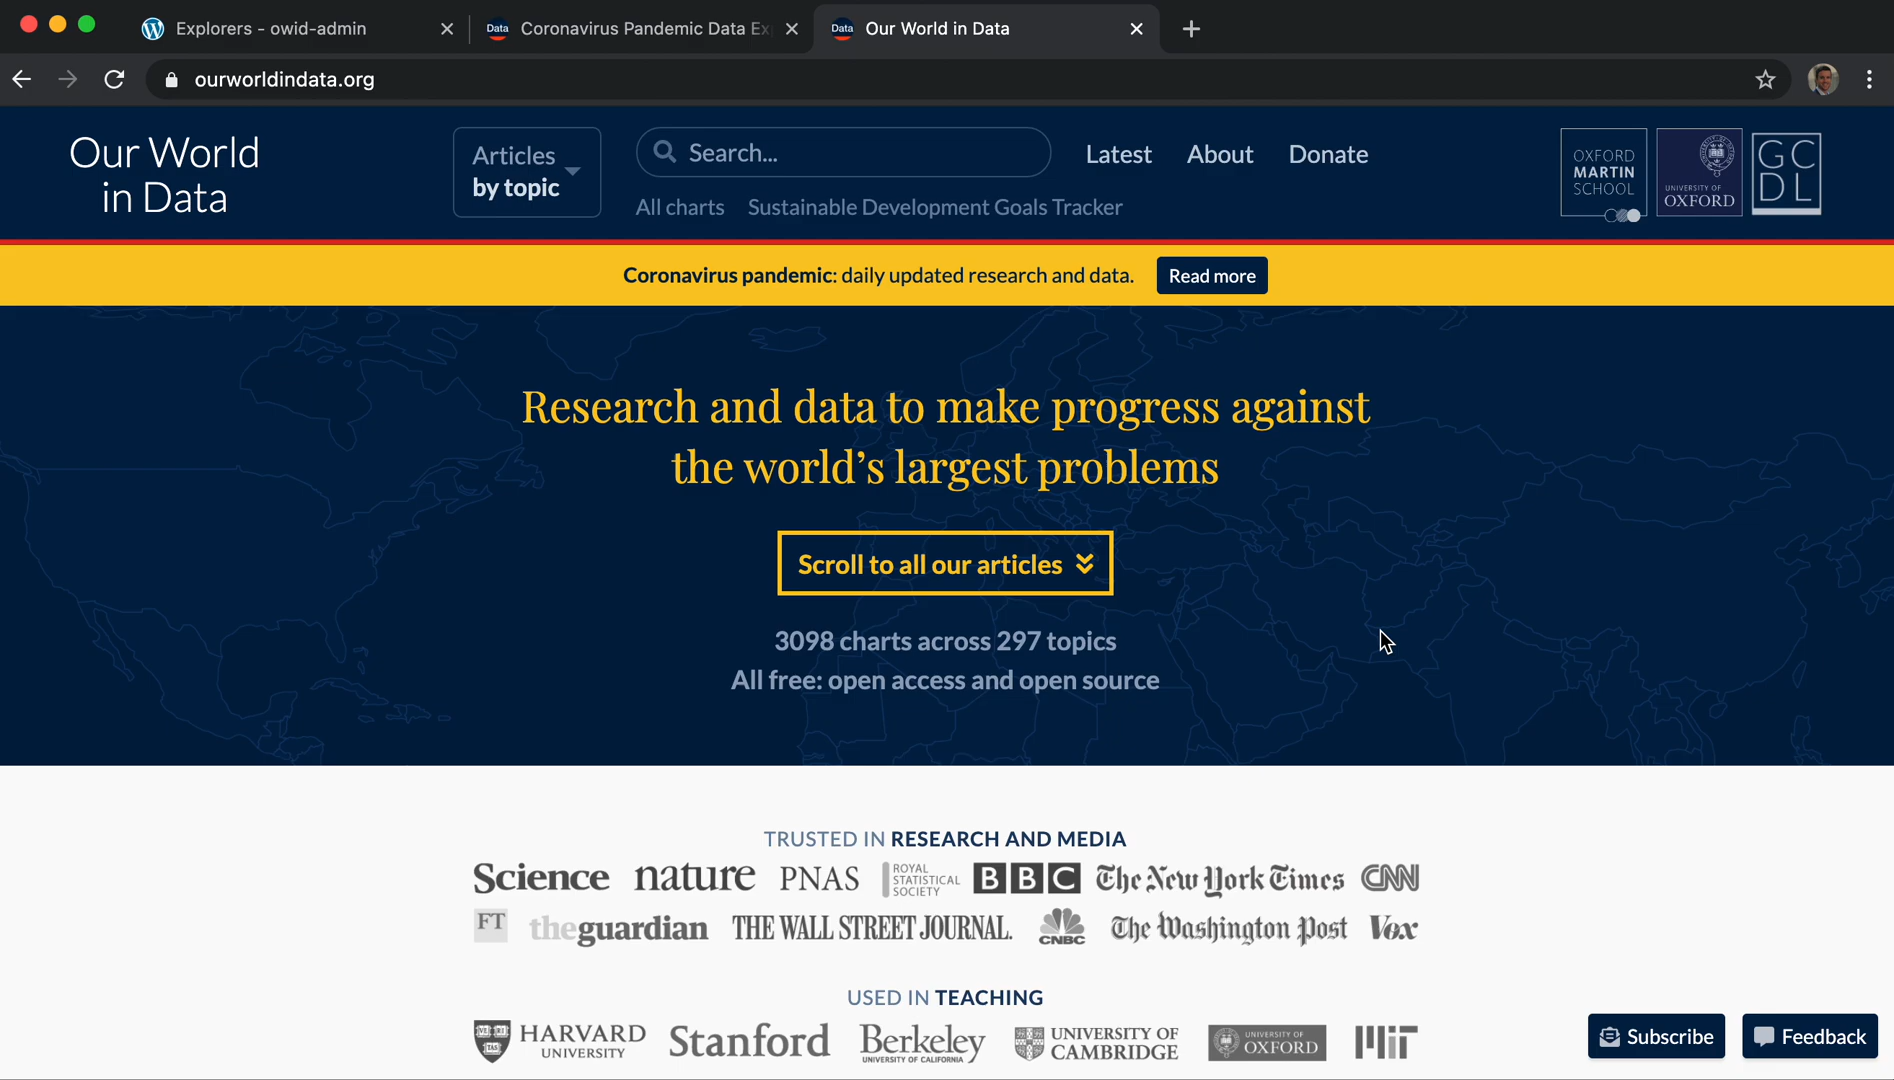 Explorers - owid-admin
Coronavirus Pandemic Data Ex
Our World in Data
ourworldindata.org
Our World
in Data
Articles
by topic
Search...
Latest
About
Donate
All charts
Sustainable Development Goals Tracker
OXFORD
MARTIN
SCHOOL
UNIVERSITY OF
OXFORD
GC
DL
Coronavirus pandemic: daily updated research and data.
Read more
Research and data to make progress against
the world's largest problems
Scroll to all our articles
3098 charts across 297 topics
All free: open access and open source
TRUSTED IN RESEARCH AND MEDIA
Science nature PNAS ROYAL STATISTICAL SOCIETY BBC The New York Times CNN
FT theguardian THE WALL STREET JOURNAL. CNBC The Washington Post Vox
USED IN TEACHING
HARVARD UNIVERSITY Stanford Berkeley UNIVERSITY OF CALIFORNIA UNIVERSITY OF CAMBRIDGE UNIVERSITY OF OXFORD MIT
Subscribe
Feedback